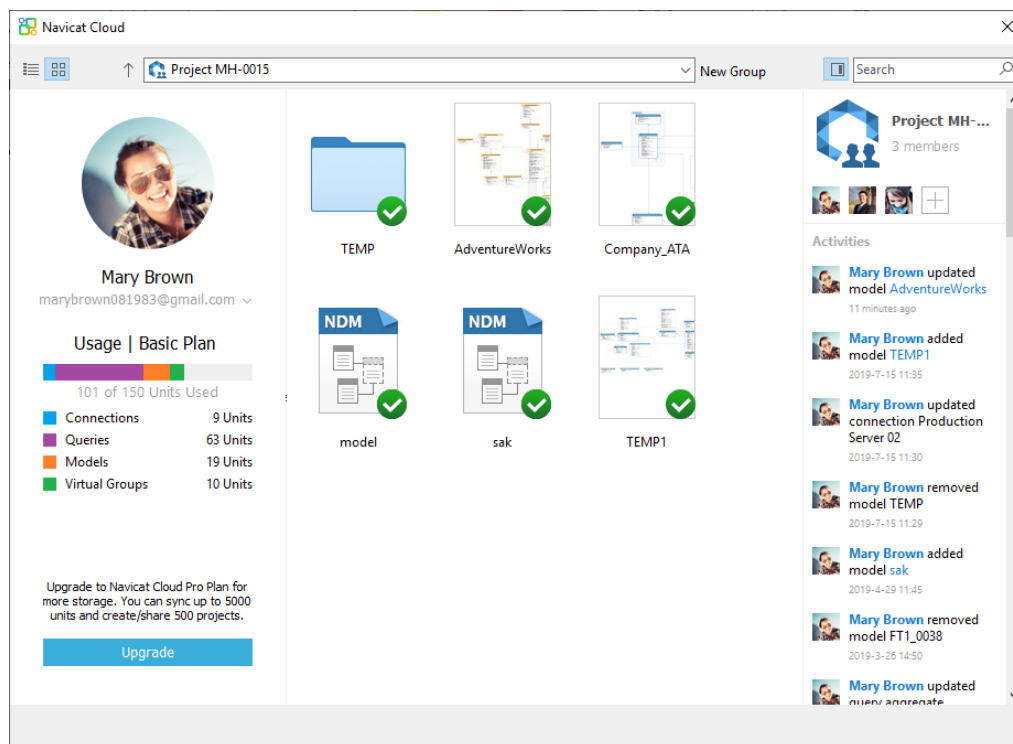 Navicat Cloud
Project MH-0015
New Group
Search
Mary Brown
marybrown081983@gmail.com
Usage | Basic Plan
101 of 150 Units Used
Connections 9 Units
Queries 63 Units
Models 19 Units
Virtual Groups 10 Units
Upgrade to Navicat Cloud Pro Plan for
more storage. You can sync up to 5000
units and create/share 500 projects.
Upgrade
TEMP
AdventureWorks
Company_ATA
NDM
NDM
model
sak
TEMP1
Project MH-...
3 members
Activities
Mary Brown updated
model AdventureWorks
11 minutes ago
Mary Brown added
model TEMP1
2019-7-15 11:35
Mary Brown updated
connection Production
Server 02
2019-7-15 11:30
Mary Brown removed
model TEMP
2019-7-15 11:29
Mary Brown added
model sak
2019-4-29 11:45
Mary Brown removed
model FT1_0038
2019-3-26 14:50
Mary Brown updated
query aggregate